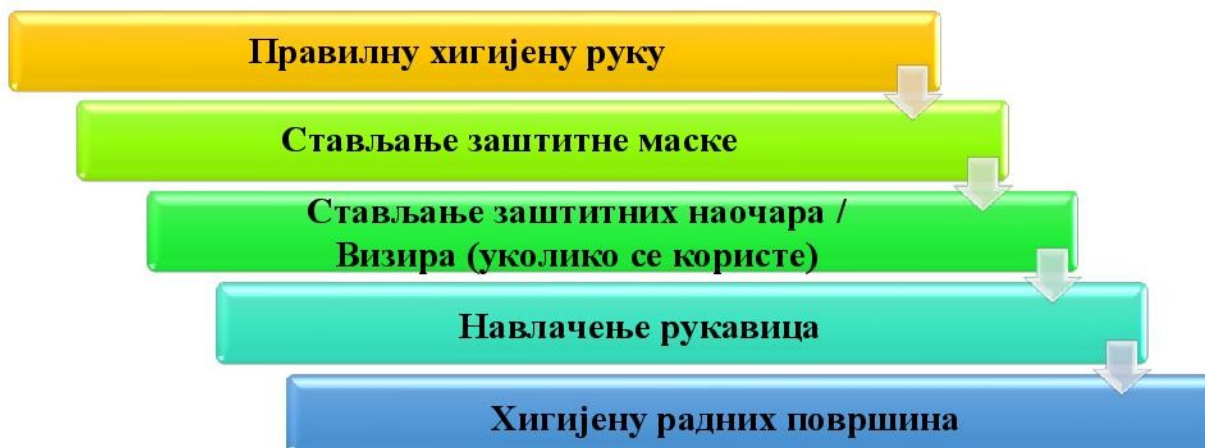 Правилну хигијену руку
Стављање заштитне маске
Стављање заштитних наочара /
Визира (уколико се користе)
Навлачење рукавица
Хигијену радних површина